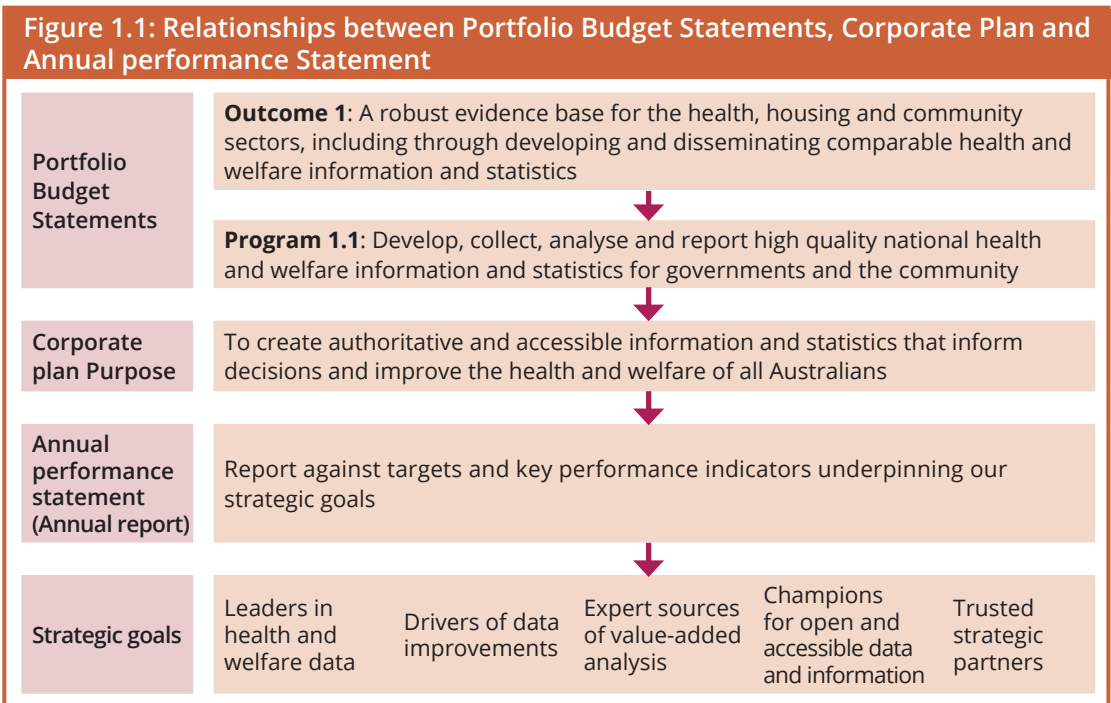 Figure 1.1: Relationships between Portfolio Budget Statements, Corporate Plan and
Annual performance Statement
Portfolio
Budget
Statements
Outcome 1: A robust evidence base for the health, housing and community
sectors, including through developing and disseminating comparable health and
welfare information and statistics
Program 1.1: Develop, collect, analyse and report high quality national health
and welfare information and statistics for governments and the community
Corporate
plan Purpose
To create authoritative and accessible information and statistics that inform
decisions and improve the health and welfare of all Australians
Annual
performance
statement
(Annual report)
Report against targets and key performance indicators underpinning our
strategic goals
Strategic goals
Leaders in
health and
welfare data
Drivers of data
improvements
Expert sources
of value-added
analysis
Champions
for open and
accessible data
and information
Trusted
strategic
partners